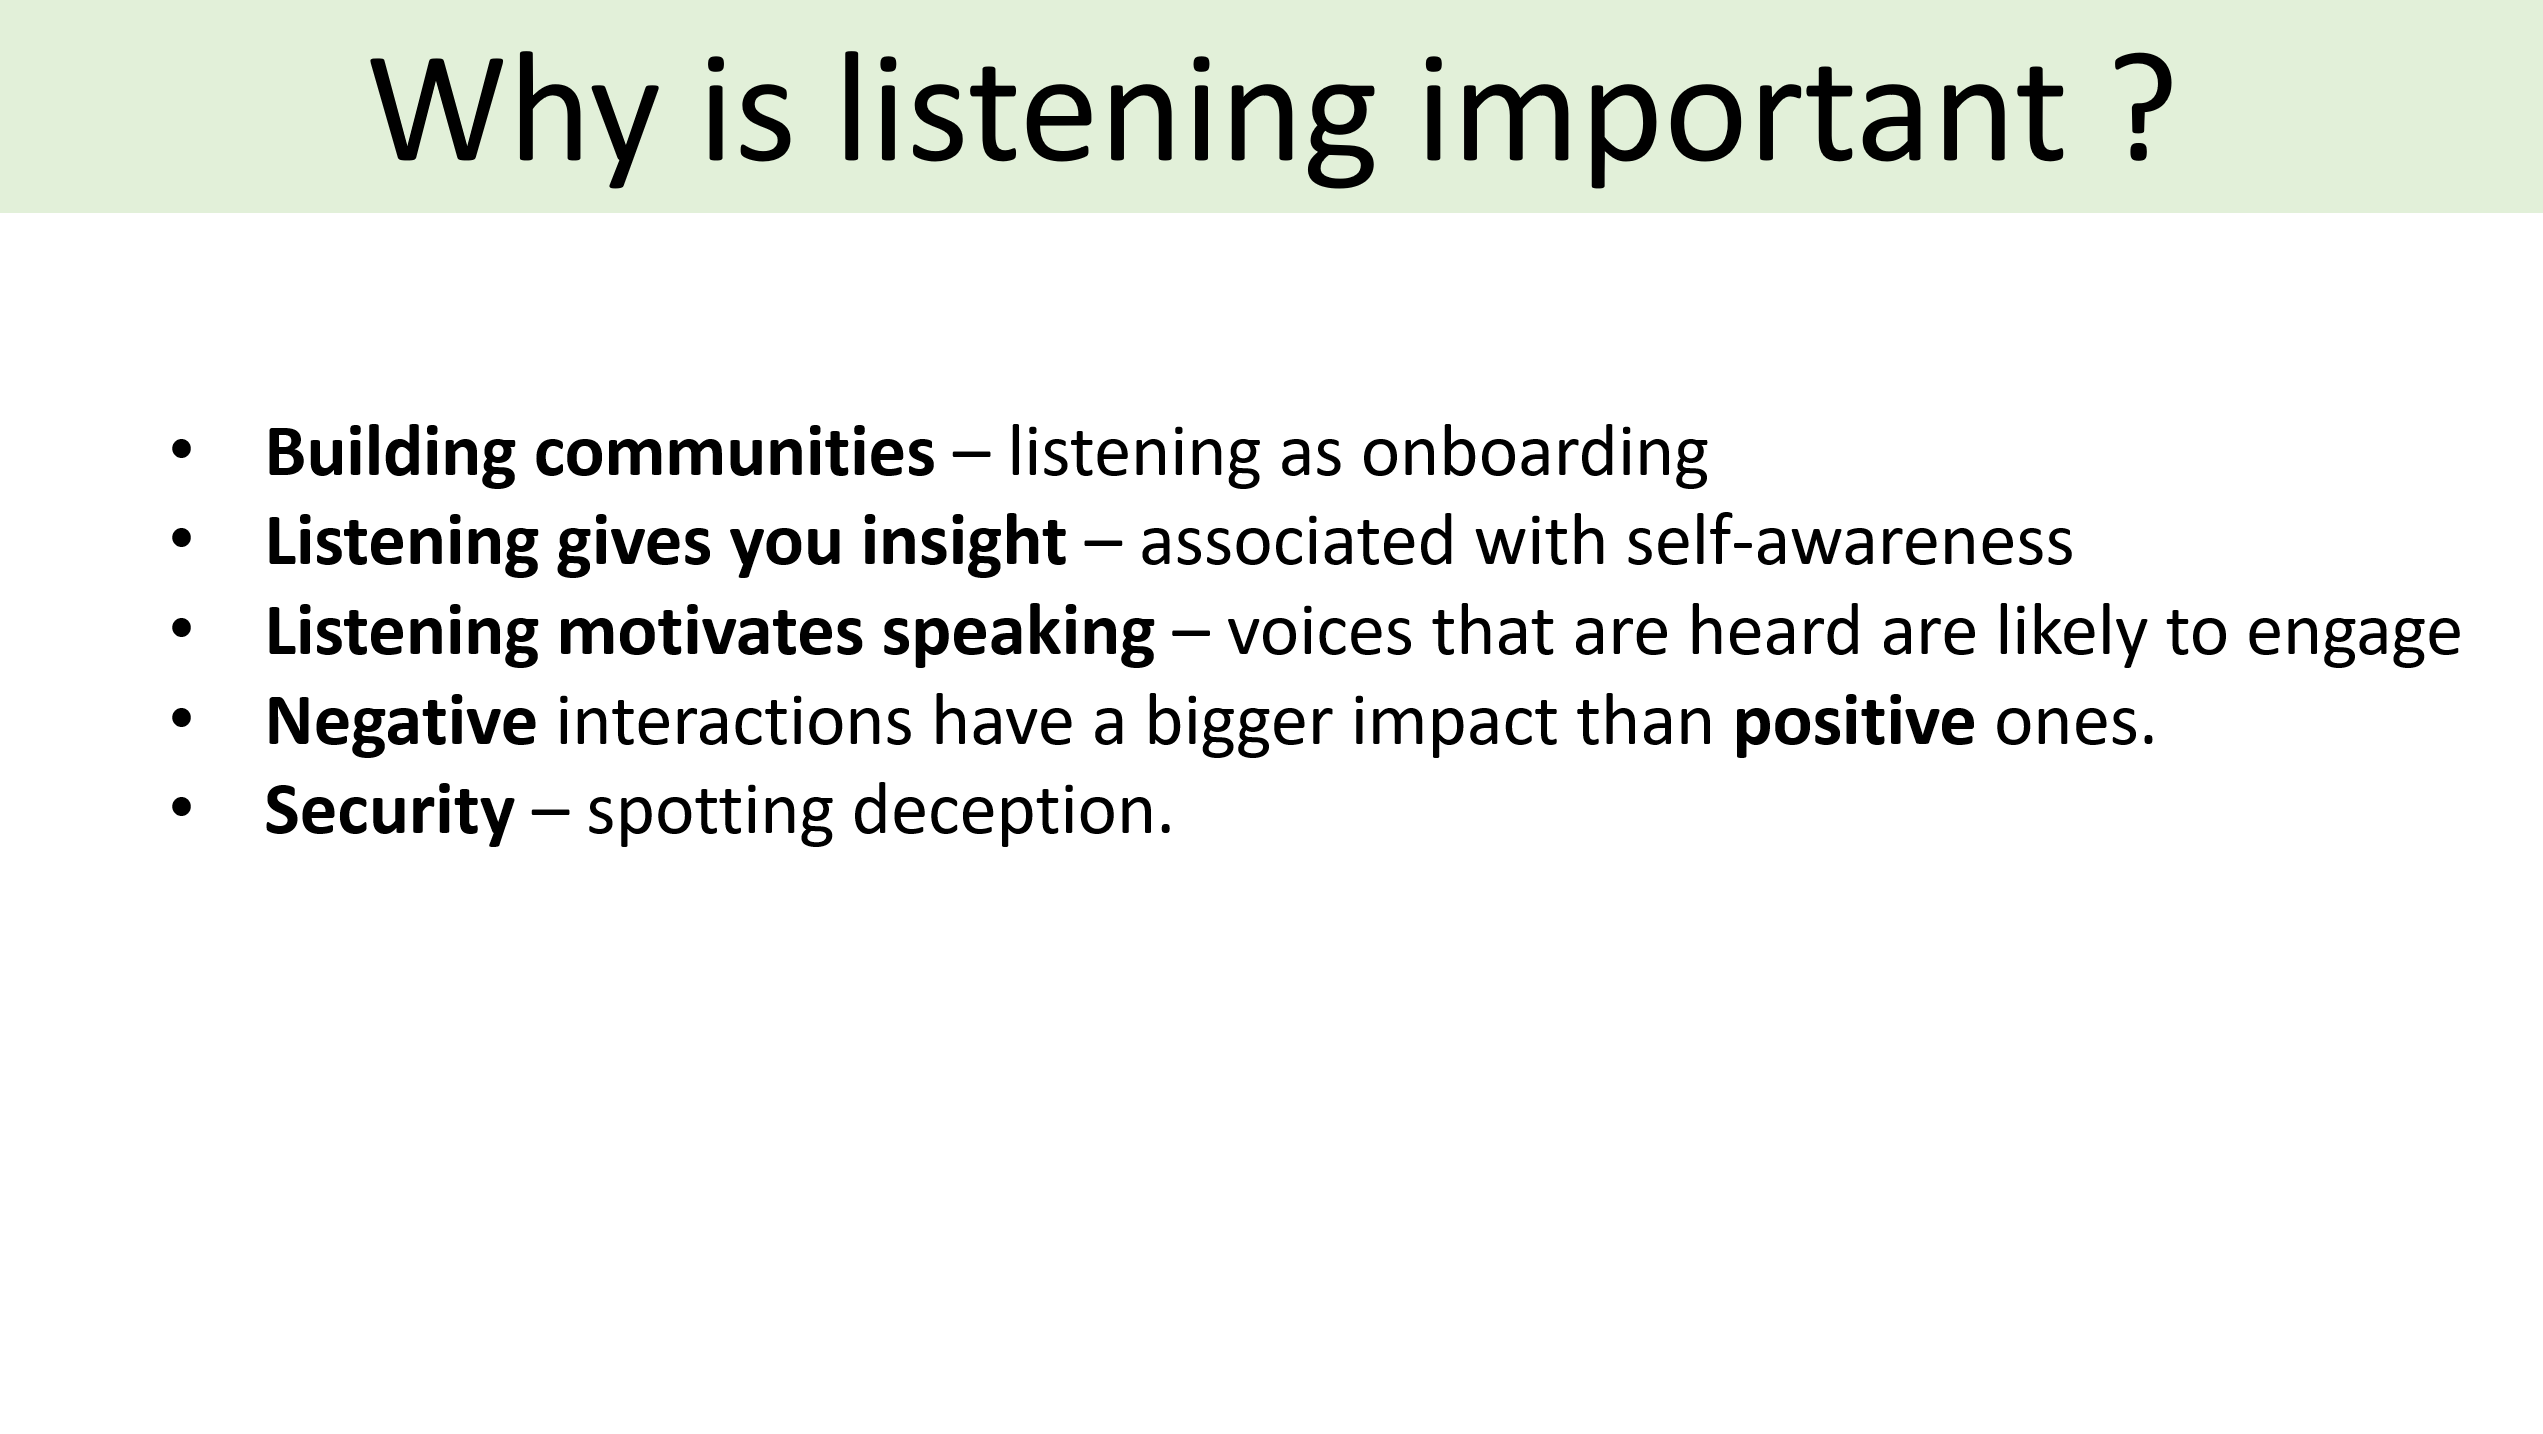 Why is listening important ?
• Building communities – listening as onboarding
• Listening gives you insight – associated with self-awareness
• Listening motivates speaking – voices that are heard are likely to engage
• Negative interactions have a bigger impact than positive ones.
• Security – spotting deception.